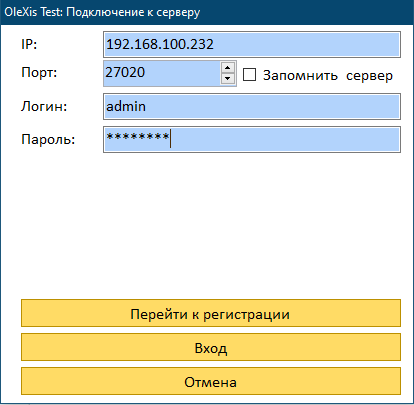 OleXis Test: Подключение к серверу
IP: 192.168.100.232
Порт: 27020 Запомнить сервер
Логин: admin
Пароль: ********
Перейти к регистрации
Вход
Отмена